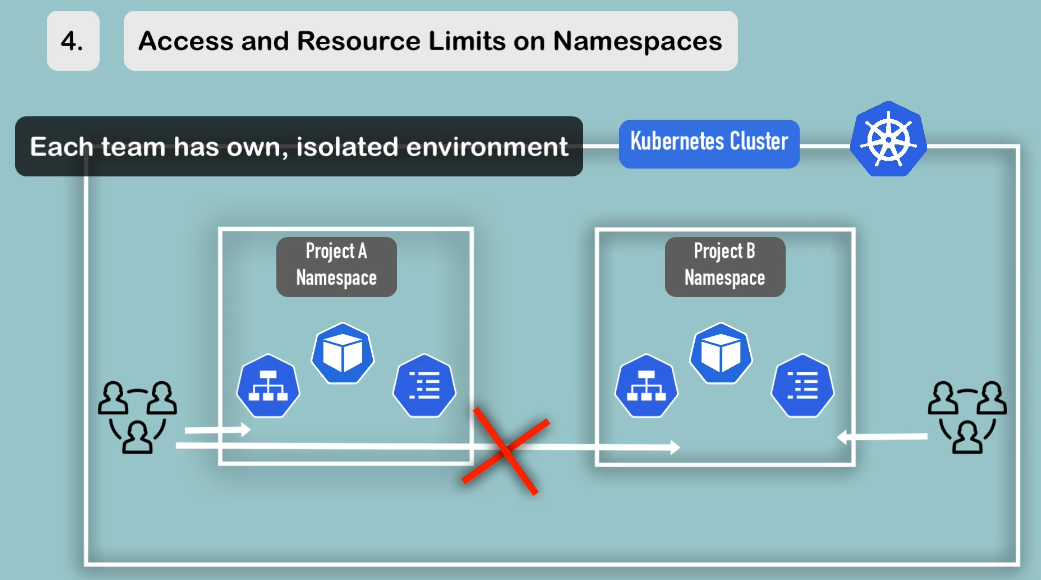 4.
Access and Resource Limits on Namespaces
Each team has own, isolated environment
Kubernetes Cluster
Project A
Namespace
Project B
Namespace